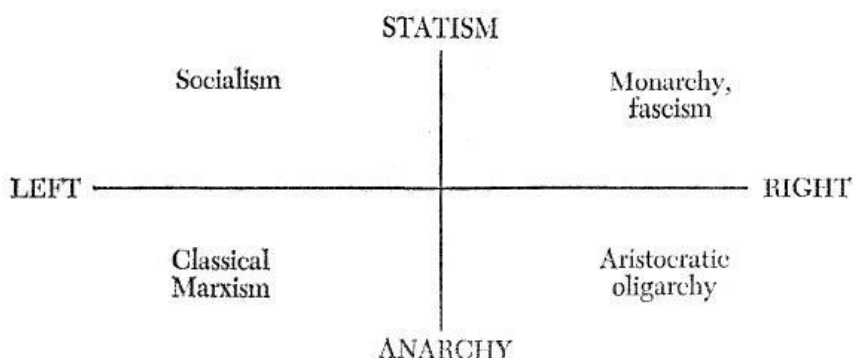 STATISM
Socialism
Monarchy,
fascism
LEFT
RIGHT
Classical
Marxism
Aristocratic
oligarchy
ANARCHY